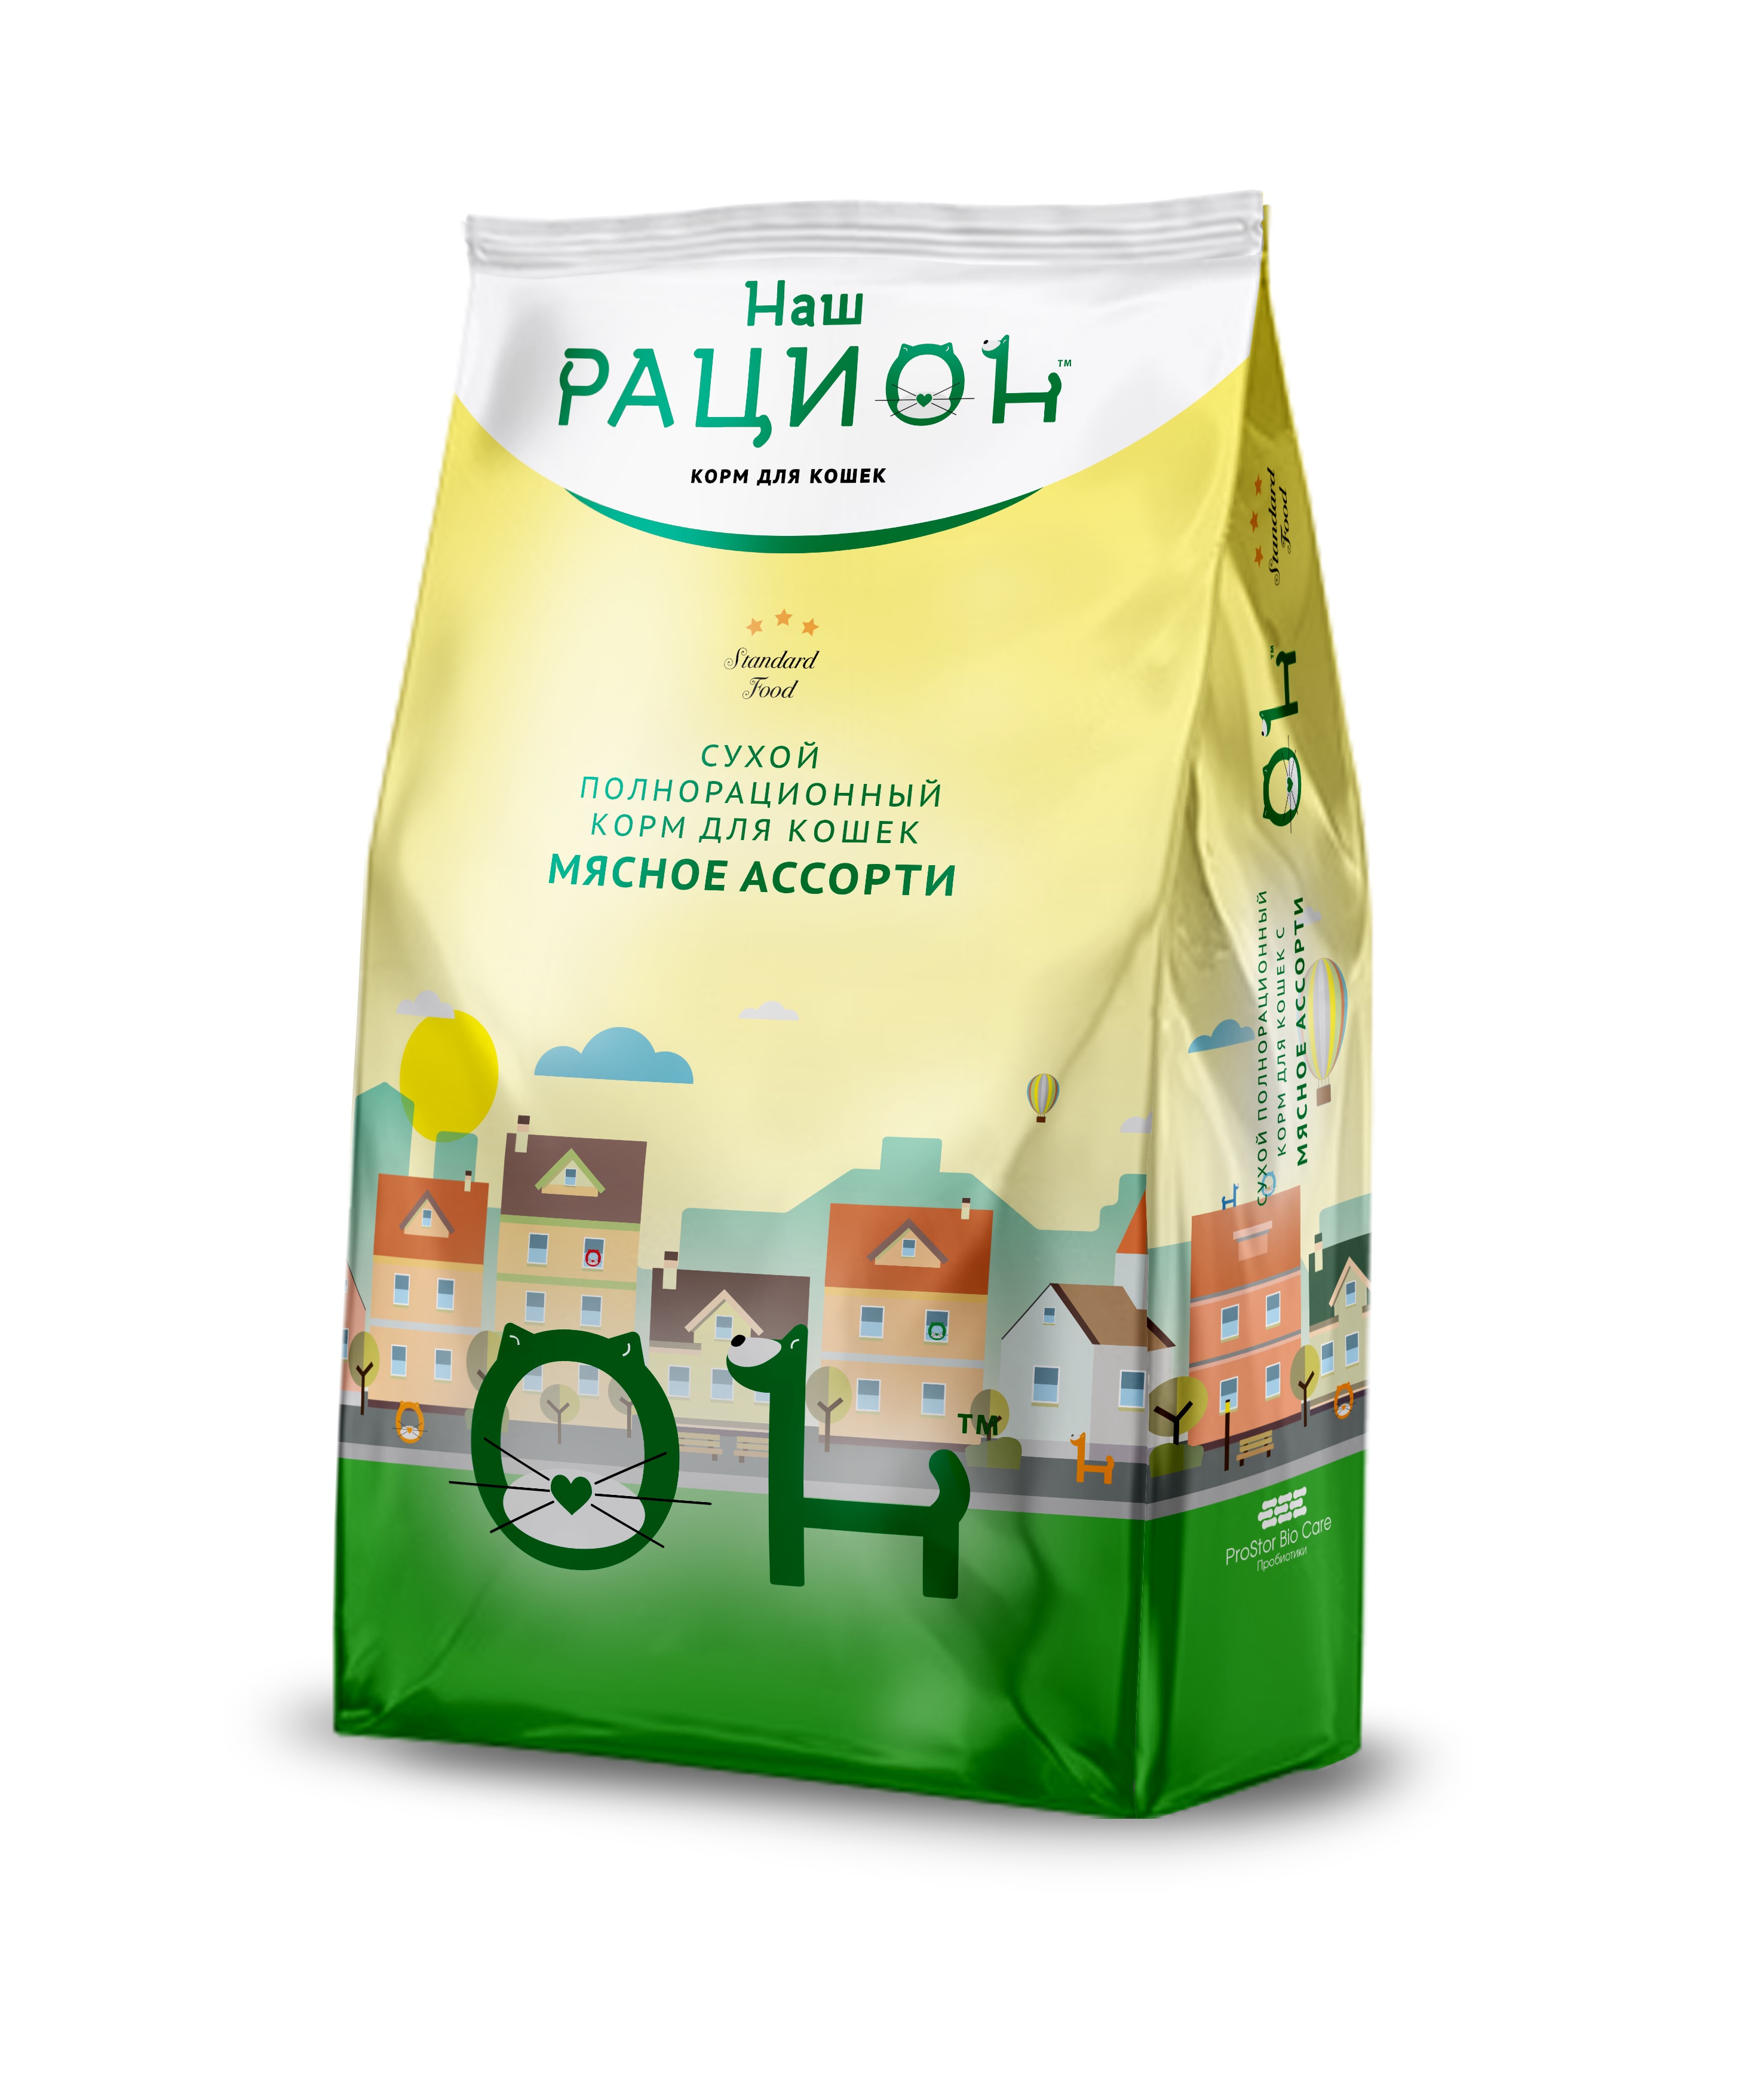 Наш
РАЦИОН™
КОРМ ДЛЯ КОШЕК
Standard
Food
СУХОЙ
ПОЛНОРАЦИОННЫЙ
КОРМ ДЛЯ КОШЕК
МЯСНОЕ АССОРТИ
ОН™
Standard
Food
ОН™
СУХОЙ ПОЛНОРАЦИОННЫЙ
КОРМ ДЛЯ КОШЕК С
МЯСНОЕ АССОРТИ
ProStor Bio Care
Пробиотики